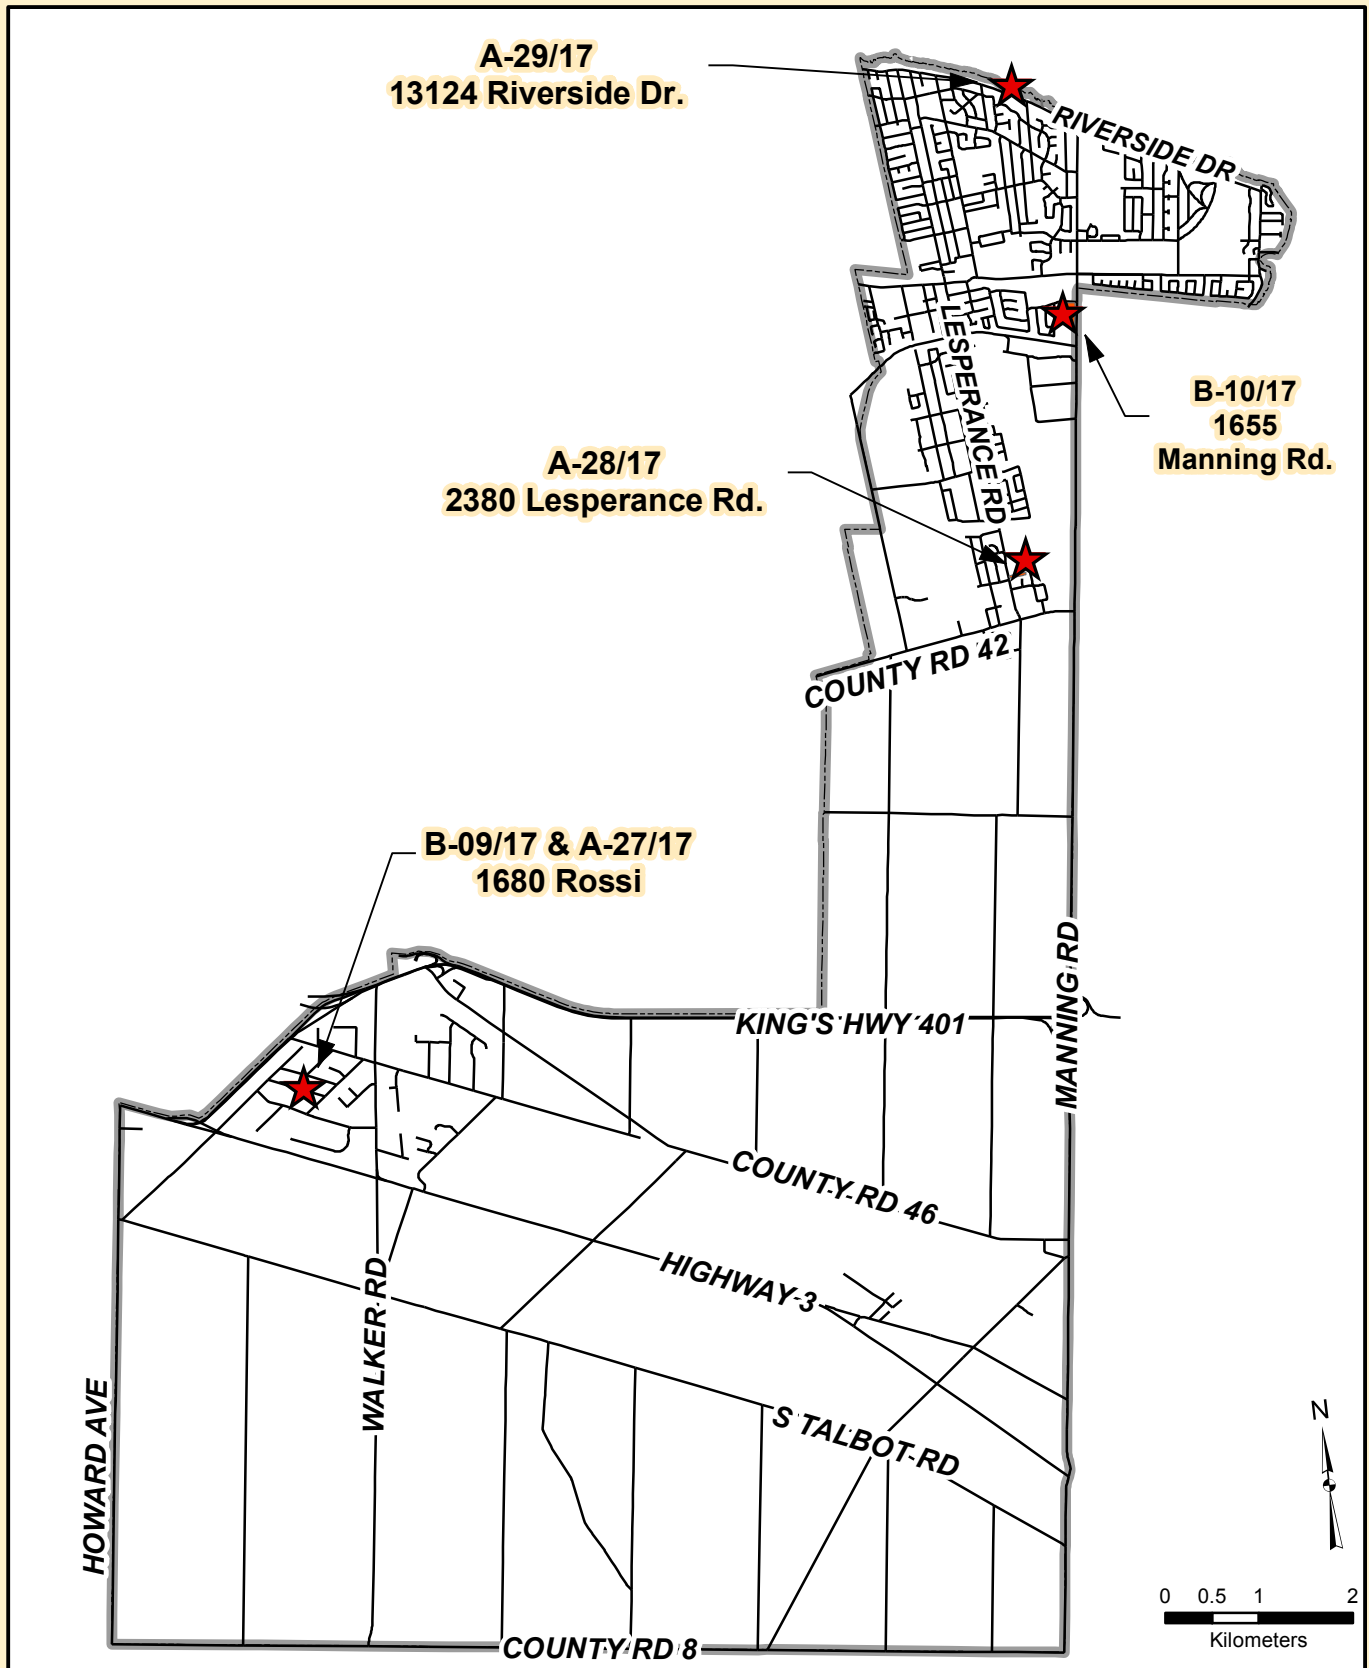 A-29/17
13124 Riverside Dr.
RIVERSIDE DR
LESPERANCE RD
B-10/17
1655
Manning Rd.
A-28/17
2380 Lesperance Rd.
COUNTY RD 42
B-09/17 & A-27/17
1680 Rossi
MANNING RD
KING'S HWY 401
COUNTY RD 46
HIGHWAY 3
WALKER RD
HOWARD AVE
S TALBOT RD
COUNTY RD 8
N
0 0.5 1 2
Kilometers